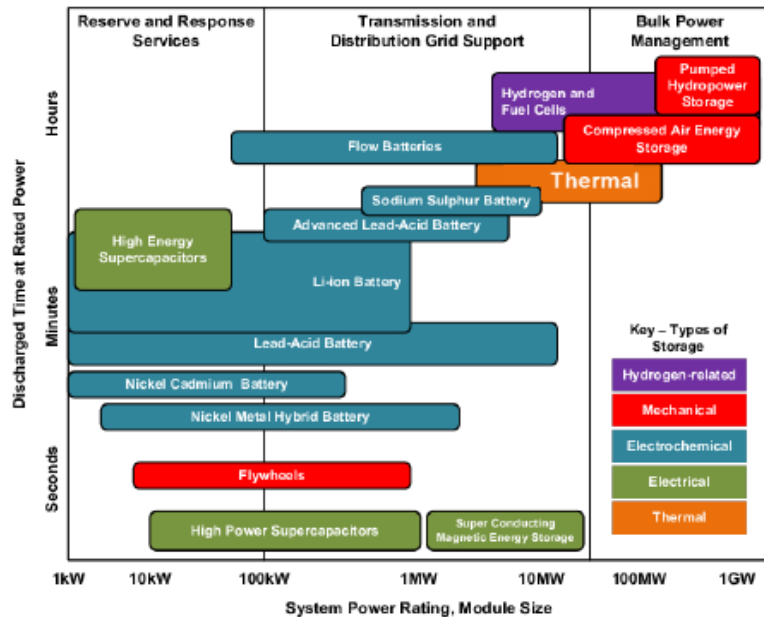 Reserve and Response
Services
Transmission and
Distribution Grid Support
Bulk Power
Management
Discharged Time at Rated Power
Hours
Minutes
Seconds
Pumped
Hydropower
Storage
Hydrogen and
Fuel Cells
Compressed Air Energy
Storage
Flow Batteries
Thermal
Sodium Sulphur Battery
Advanced Lead-Acid Battery
High Energy
Supercapacitors
Li-ion Battery
Lead-Acid Battery
Nickel Cadmium Battery
Nickel Metal Hybrid Battery
Flywheels
High Power Supercapacitors
Super Conducting
Magnetic Energy Storage
Key – Types of
Storage
Hydrogen-related
Mechanical
Electrochemical
Electrical
Thermal
1kW 10kW 100kW 1MW 10MW 100MW 1GW
System Power Rating, Module Size